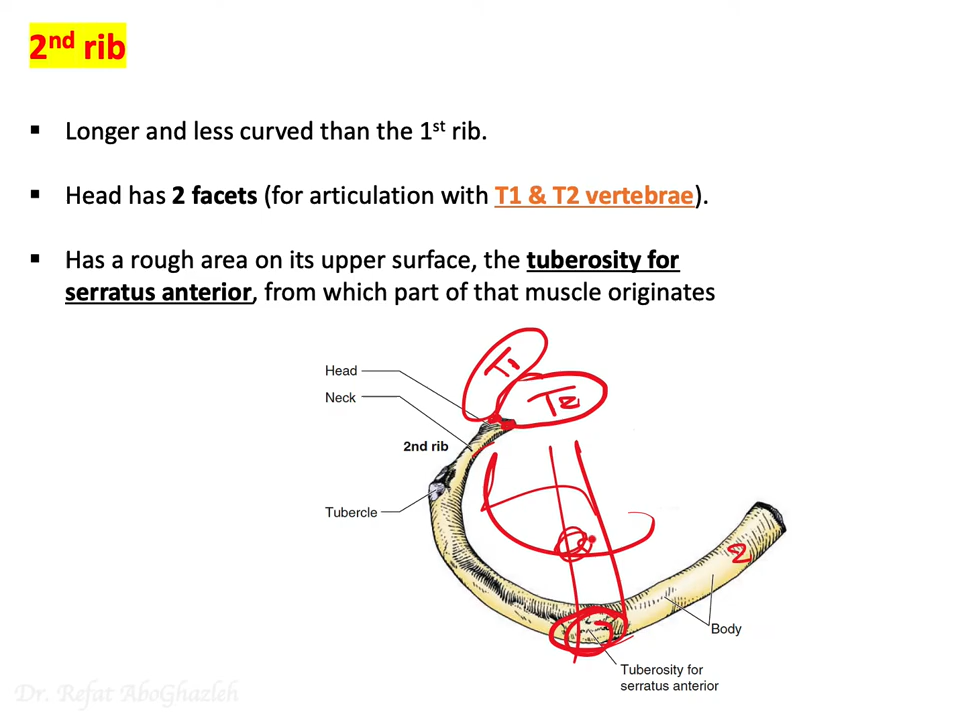 2nd rib
▪ Longer and less curved than the 1st rib.
▪ Head has 2 facets (for articulation with T1 & T2 vertebrae).
▪ Has a rough area on its upper surface, the tuberosity for
serratus anterior, from which part of that muscle originates
T1
Head
T2
Neck
2nd rib
Tubercle
2
Body
Tuberosity for
serratus anterior
Dr. Refat AboGhazleh